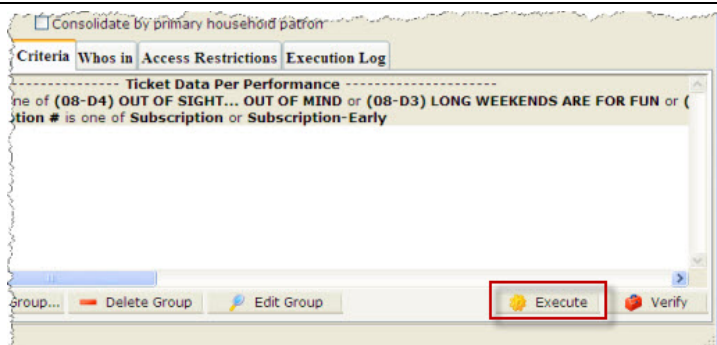 Consolidate by primary household patron
Criteria Whos in Access Restrictions Execution Log
--------------- Ticket Data Per Performance ---------------------
ne of (08-D4) OUT OF SIGHT... OUT OF MIND or (08-D3) LONG WEEKENDS ARE FOR FUN or (
tion # is one of Subscription or Subscription-Early
Group... Delete Group Edit Group Execute Verify